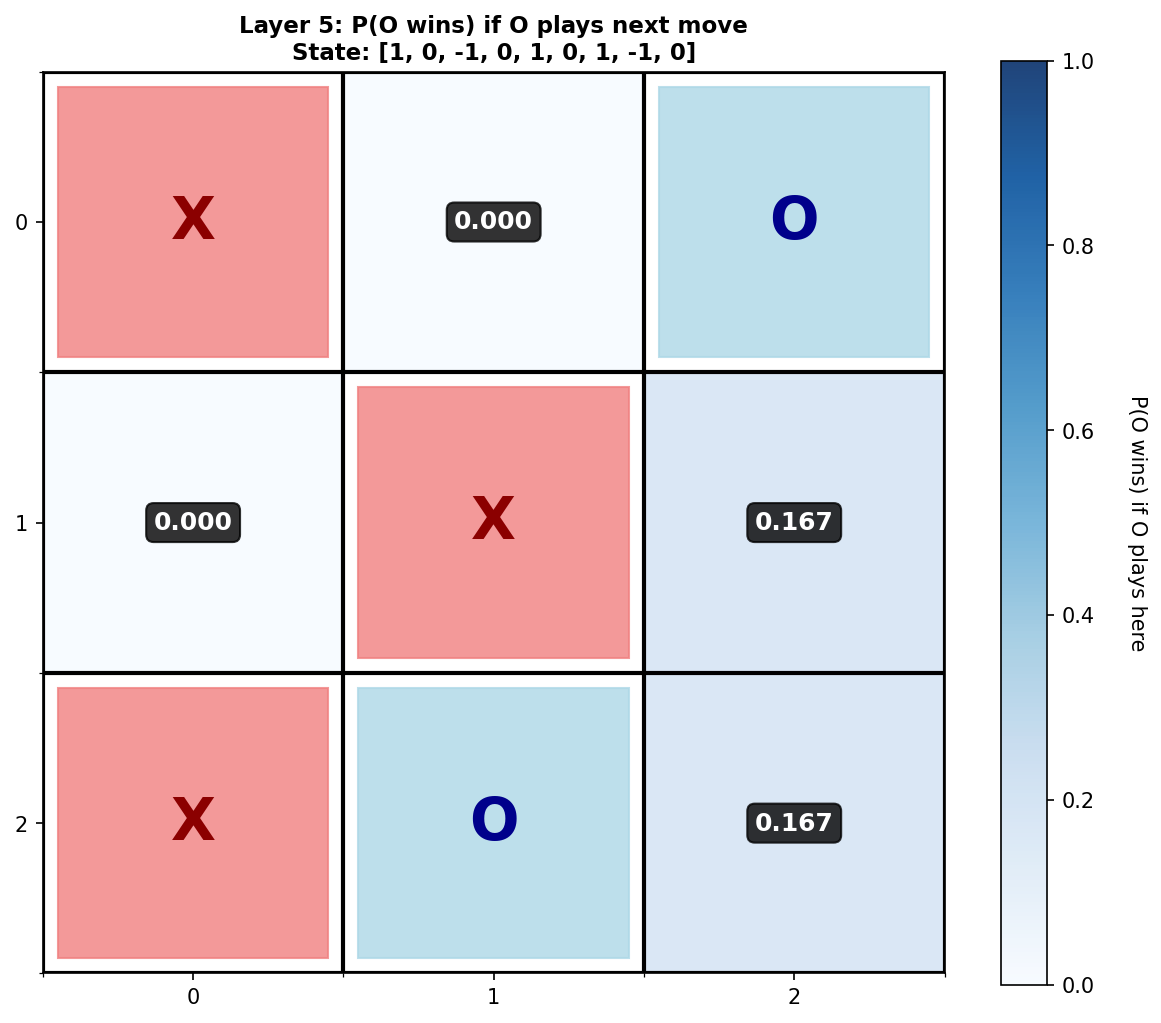 Layer 5: P(O wins) if O plays next move
State: [1, 0, -1, 0, 1, 0, 1, -1, 0]
X
0.000
O
0.000
X
0.167
X
O
0.167
0
1
2
0
1
2
1.0
0.8
0.6
0.4
0.2
0.0
P(O wins) if O plays here